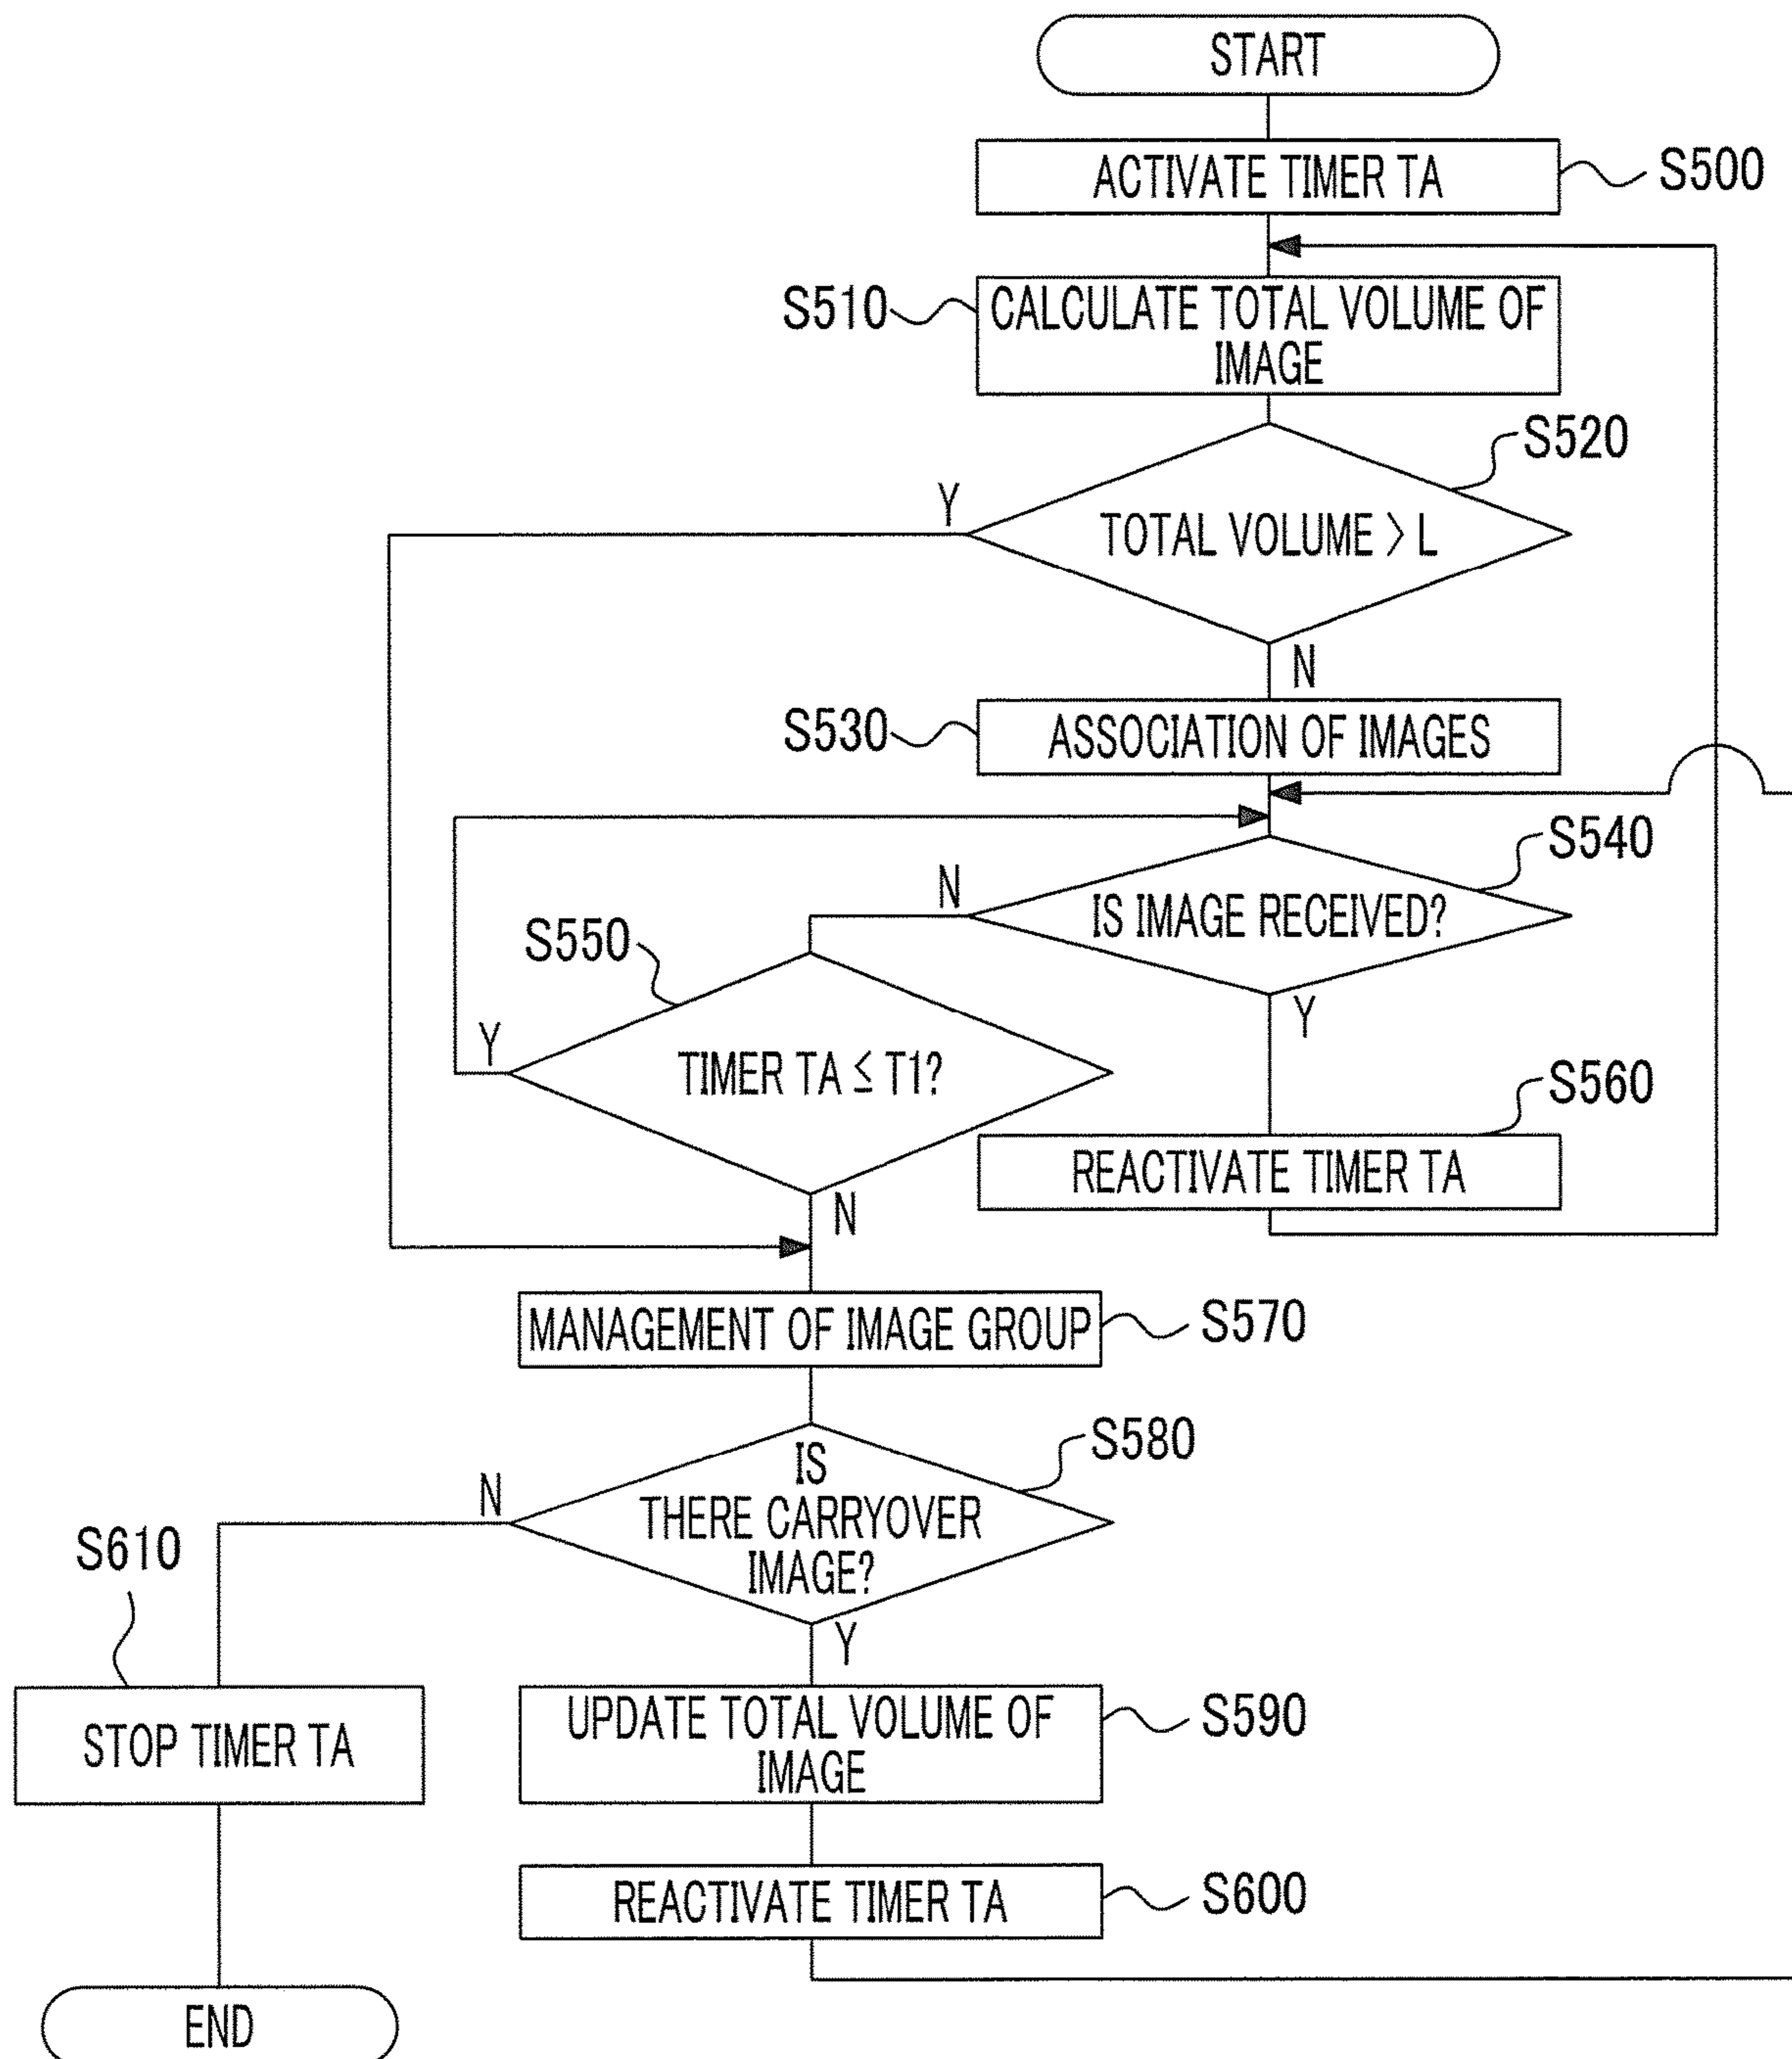 START
ACTIVATE TIMER TA
S500
S510
CALCULATE TOTAL VOLUME OF
IMAGE
S520
Y
TOTAL VOLUME > L
N
S530
ASSOCIATION OF IMAGES
S540
N
IS IMAGE RECEIVED?
S550
Y
Y
TIMER TA ≦ T1?
S560
REACTIVATE TIMER TA
N
MANAGEMENT OF IMAGE GROUP
S570
S580
IS
N
THERE CARRYOVER
IMAGE?
S610
Y
STOP TIMER TA
UPDATE TOTAL VOLUME OF
IMAGE
S590
REACTIVATE TIMER TA
S600
END